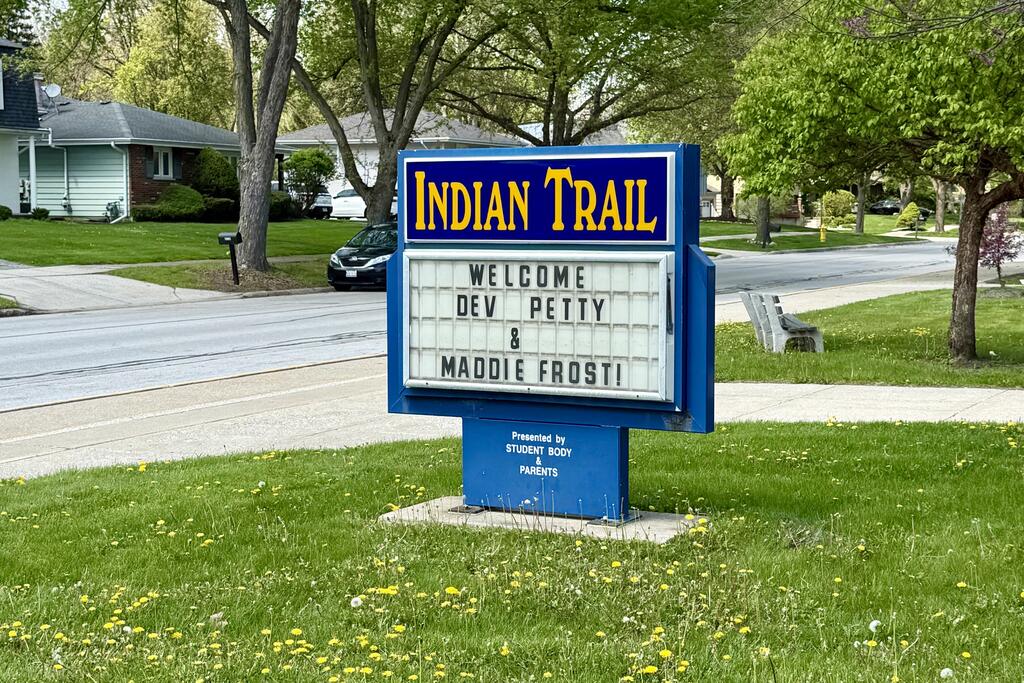 INDIAN TRAIL
WELCOME
DEV PETTY
&
MADDIE FROST!
Presented by
STUDENT BODY
&
PARENTS